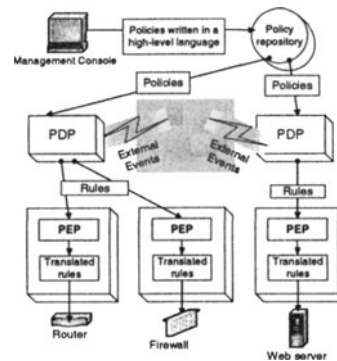 Policies written in a
high-level language
Policy
repository
Management Console
Policies
Policies
PDP
PDP
External
Events
External
Events
Rules
Rules
PEP
PEP
PEP
Translated
rules
Translated
rules
Translated
rules
Router
Firewall
Web server